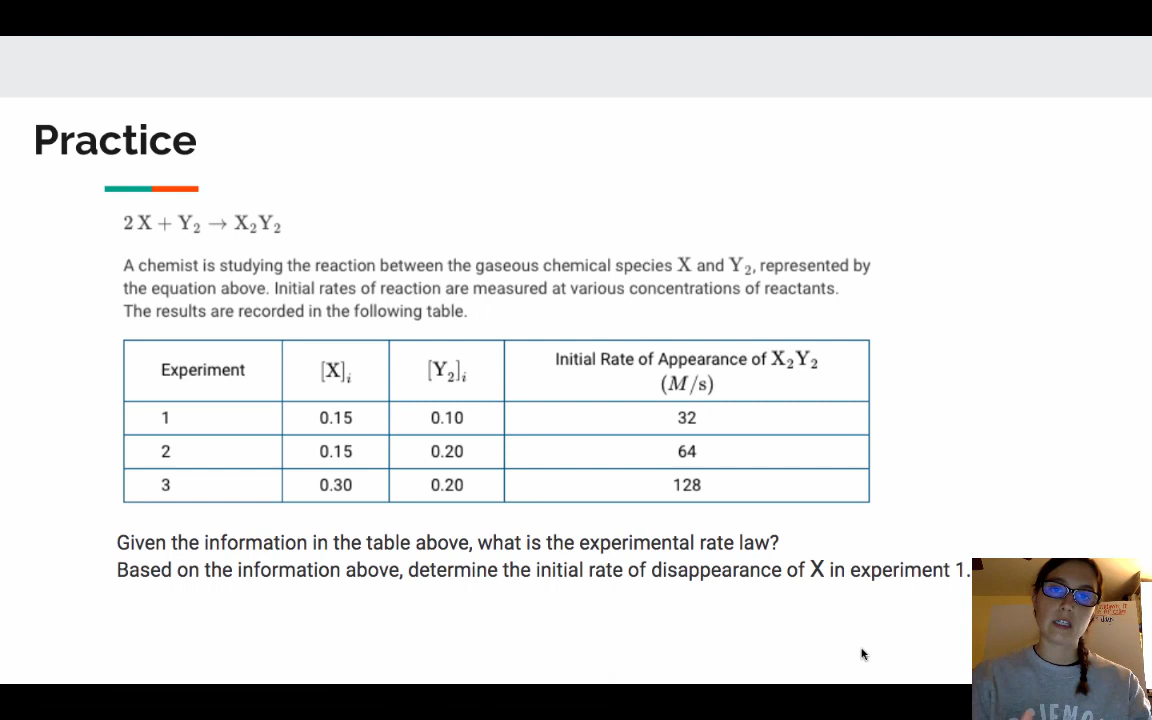 Practice
2 X + Y₂ → X₂Y₂
A chemist is studying the reaction between the gaseous chemical species X and Y₂, represented by
the equation above. Initial rates of reaction are measured at various concentrations of reactants.
The results are recorded in the following table.
Experiment [X]ᵢ [Y₂]ᵢ Initial Rate of Appearance of X₂Y₂
(M/s)
1 0.15 0.10 32
2 0.15 0.20 64
3 0.30 0.20 128
Given the information in the table above, what is the experimental rate law?
Based on the information above, determine the initial rate of disappearance of X in experiment 1.